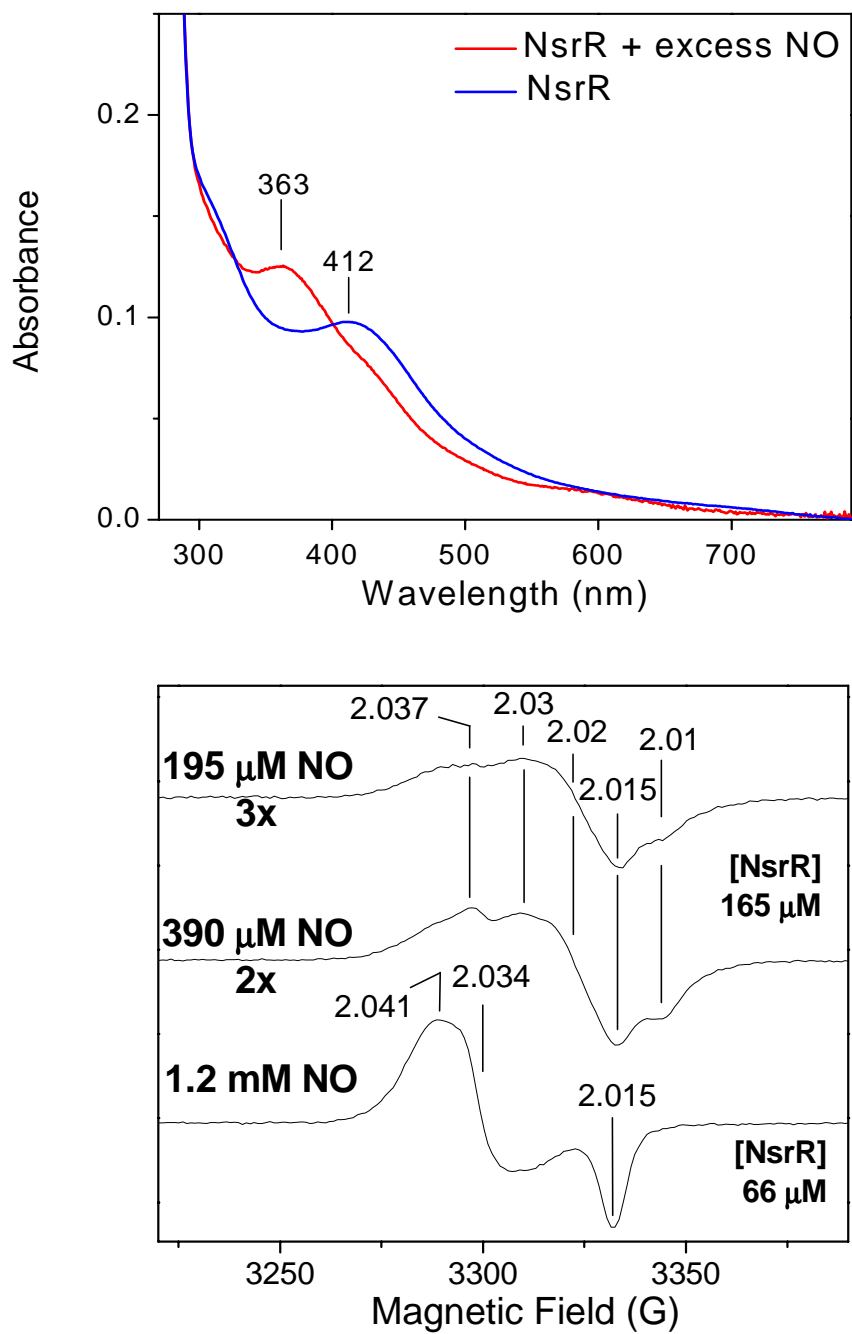 NsrR + excess NO
NsrR
0.2
363
412
0.1
0.0
Absorbance
300 400 500 600 700
Wavelength (nm)
2.037
2.03
2.02
2.01
195 μM NO
3x
2.015
[NsrR]
165 μM
390 μM NO
2x
2.041
2.034
1.2 mM NO
2.015
[NsrR]
66 μM
3250 3300 3350
Magnetic Field (G)